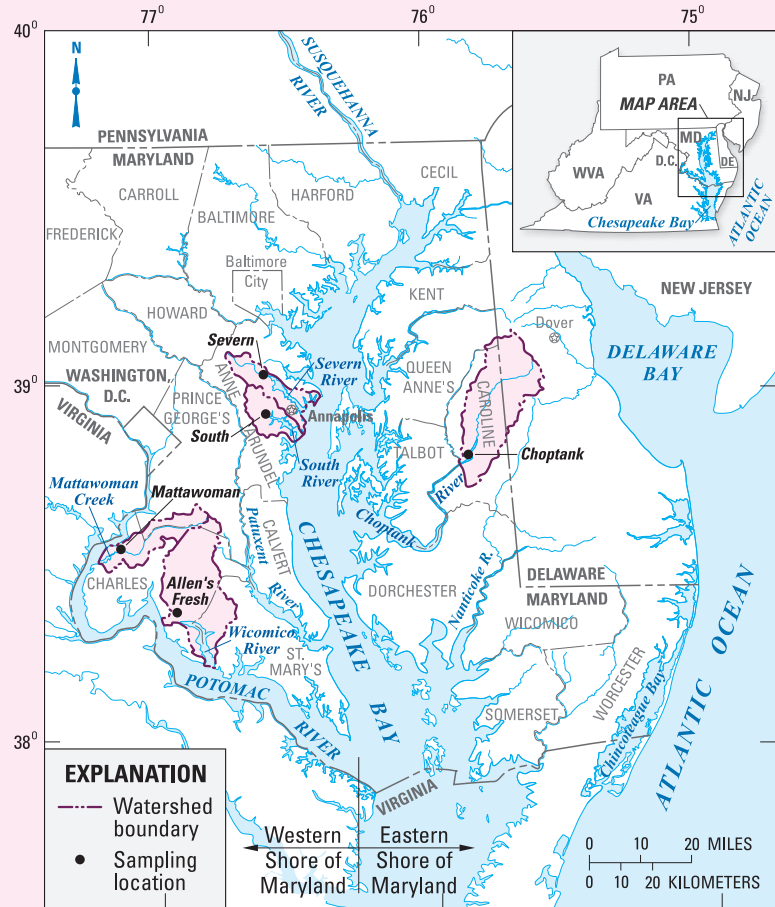 77°
76°
75°
40°
39°
38°
N
SUSQUEHANNA
RIVER
PENNSYLVANIA
MARYLAND
CECIL
CARROLL
HARFORD
BALTIMORE
FREDERICK
Baltimore
City
KENT
HOWARD
MONTGOMERY
Severn
Severn
River
WASHINGTON,
D.C.
PRINCE
GEORGE'S
ANNE
ARUNDEL
Annapolis
South
South
River
VIRGINIA
QUEEN
ANNE'S
CAROLINE
Dover
NEW JERSEY
DELAWARE
BAY
TALBOT
Choptank
Choptank
River
Mattawoman
Creek
Mattawoman
Patuxent
River
CALVERT
CHESAPEAKE
BAY
CHARLES
Allen's
Fresh
Wicomico
River
ST.
MARY'S
POTOMAC
RIVER
DORCHESTER
Nanticoke R.
DELAWARE
MARYLAND
WICOMICO
WORCESTER
SOMERSET
Chincoteague Bay
ATLANTIC OCEAN
VIRGINIA
PA
NJ
MAP AREA
MD
D.C.
DE
WVA
VA
Chesapeake Bay
ATLANTIC
OCEAN
EXPLANATION
Watershed
boundary
Sampling
location
Western
Shore of
Maryland
Eastern
Shore of
Maryland
0 10 20 MILES
0 10 20 KILOMETERS